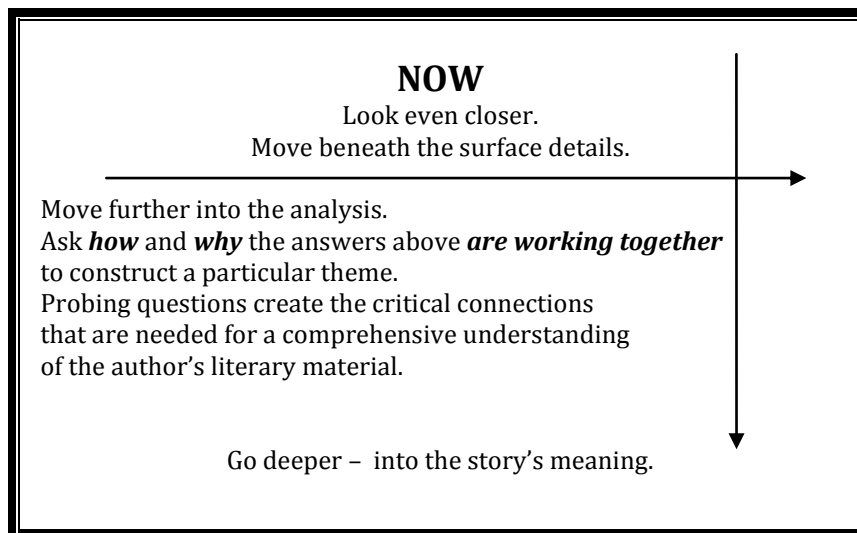 NOW
Look even closer.
Move beneath the surface details.
Move further into the analysis.
Ask how and why the answers above are working together
to construct a particular theme.
Probing questions create the critical connections
that are needed for a comprehensive understanding
of the author’s literary material.
Go deeper – into the story’s meaning.